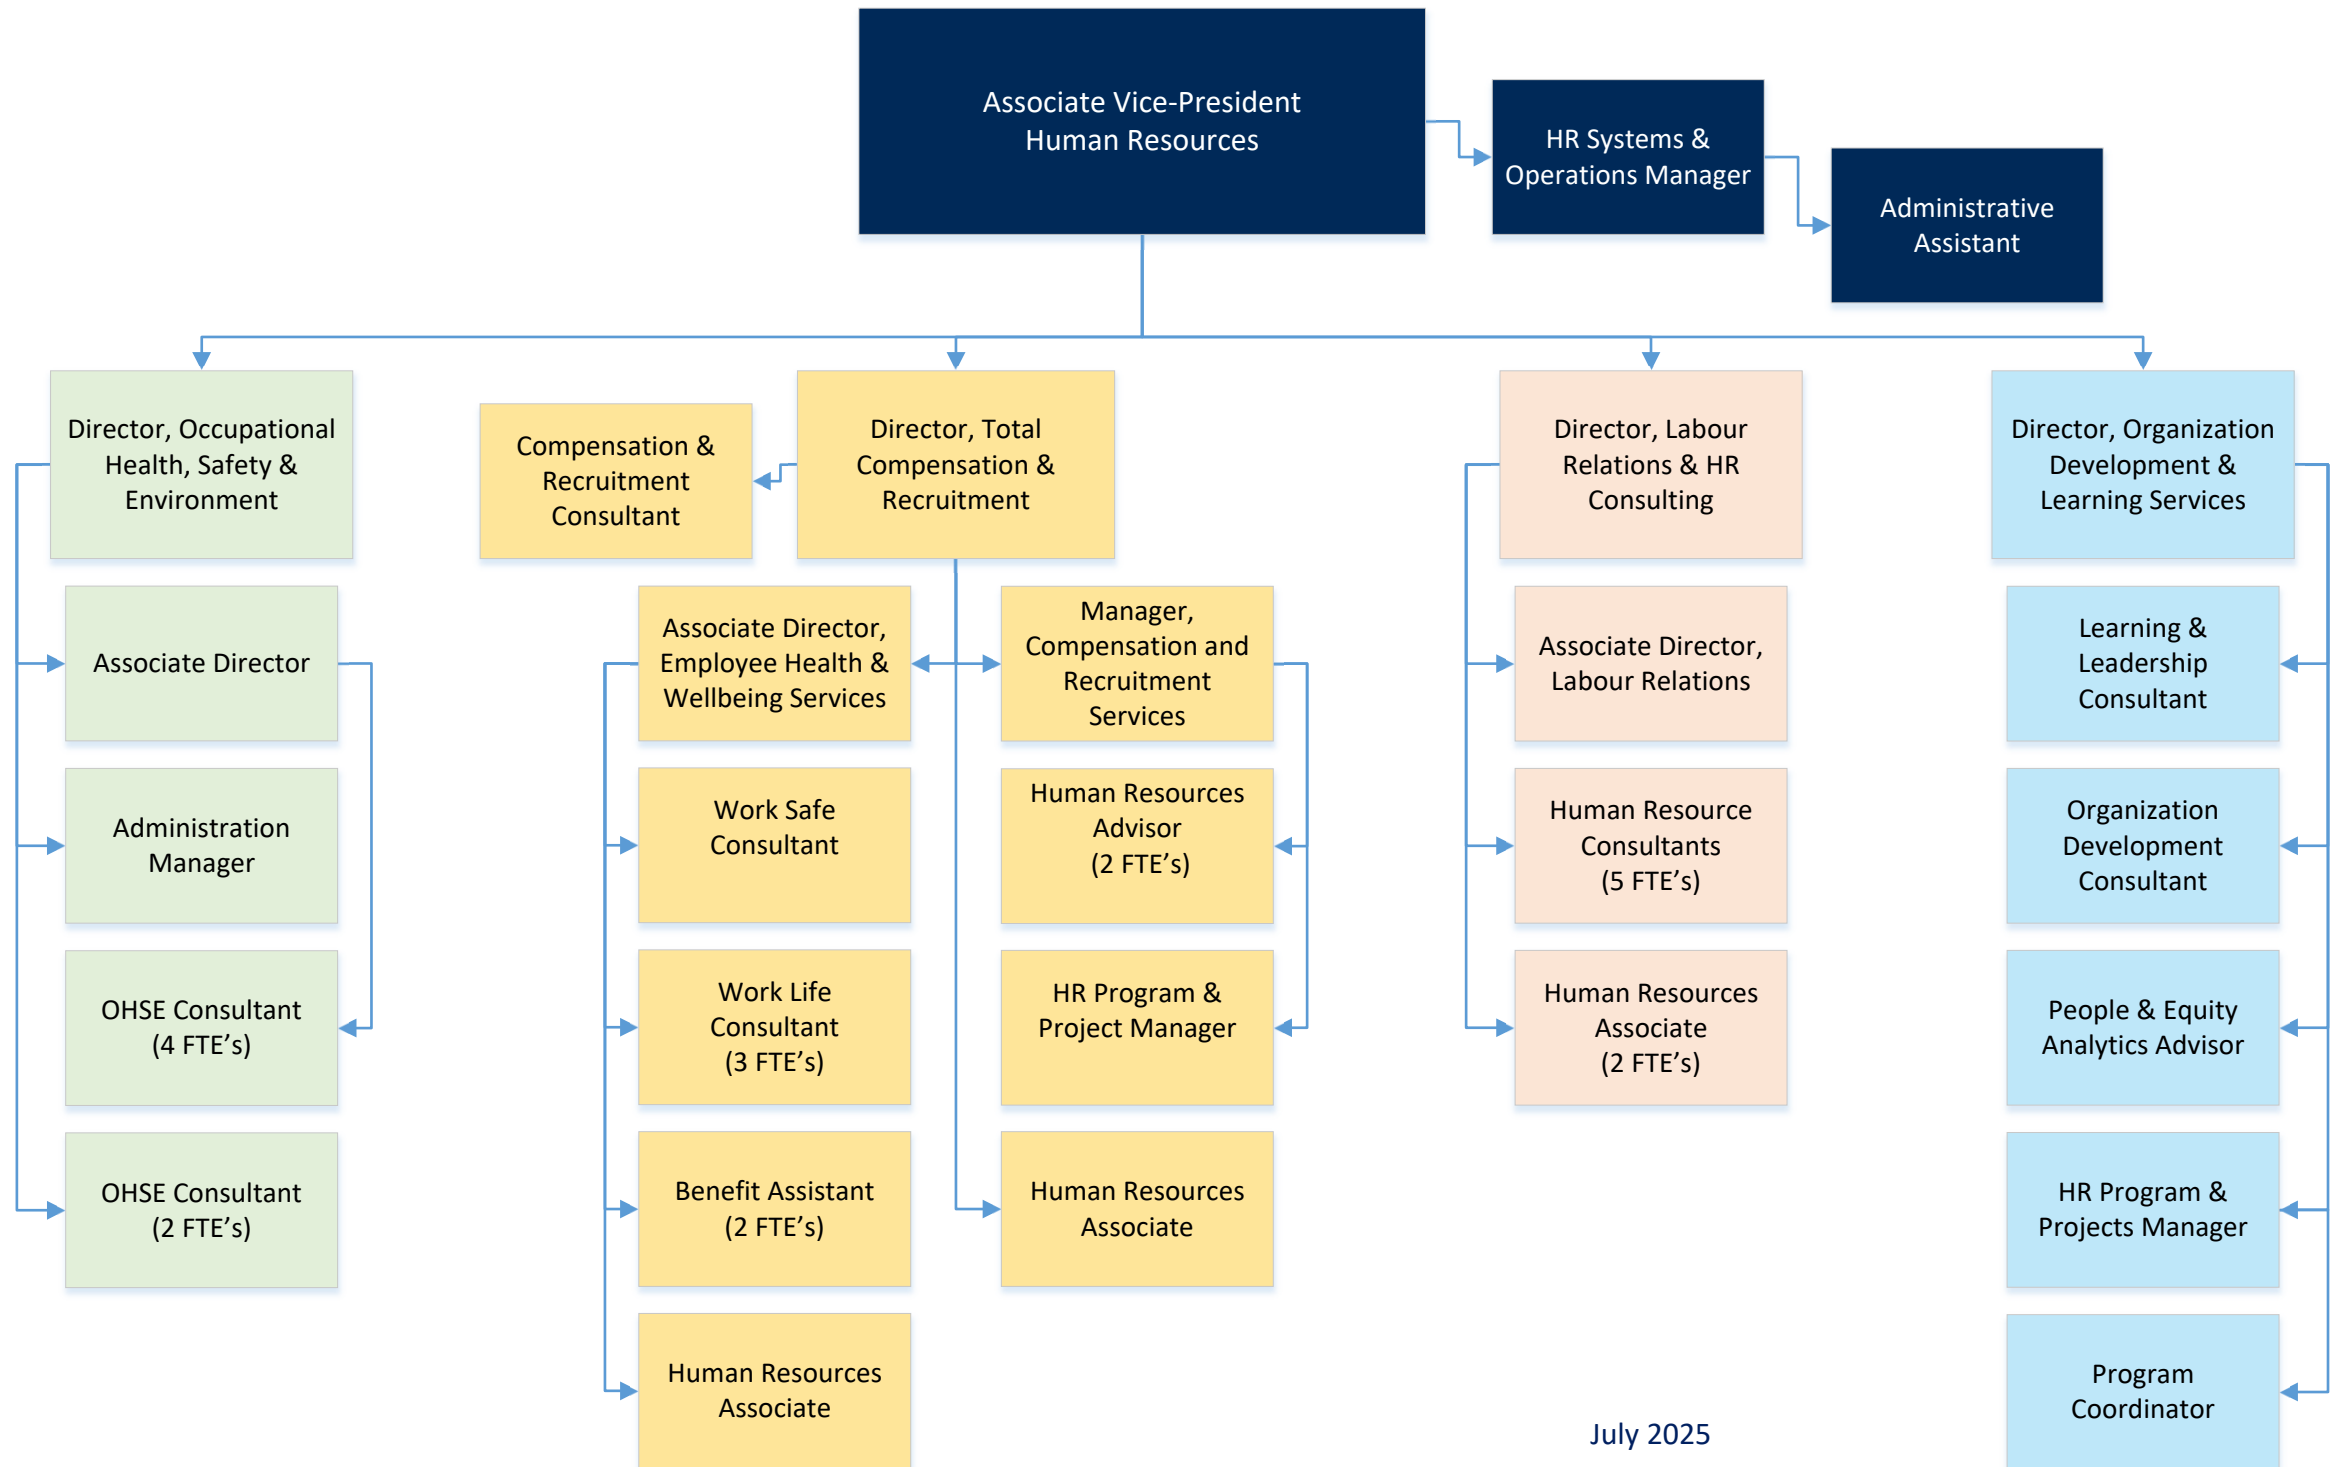 Associate Vice-President
Human Resources
HR Systems &
Operations Manager
Administrative
Assistant
Director, Occupational
Health, Safety &
Environment
Associate Director
Administration
Manager
OHSE Consultant
(4 FTE’s)
OHSE Consultant
(2 FTE’s)
Compensation &
Recruitment
Consultant
Director, Total
Compensation &
Recruitment
Associate Director,
Employee Health &
Wellbeing Services
Work Safe
Consultant
Work Life
Consultant
(3 FTE’s)
Benefit Assistant
(2 FTE’s)
Human Resources
Associate
Manager,
Compensation and
Recruitment
Services
Human Resources
Advisor
(2 FTE’s)
HR Program &
Project Manager
Human Resources
Associate
Director, Labour
Relations & HR
Consulting
Associate Director,
Labour Relations
Human Resource
Consultants
(5 FTE’s)
Human Resources
Associate
(2 FTE’s)
Director, Organization
Development &
Learning Services
Learning &
Leadership
Consultant
Organization
Development
Consultant
People & Equity
Analytics Advisor
HR Program &
Projects Manager
Program
Coordinator
July 2025